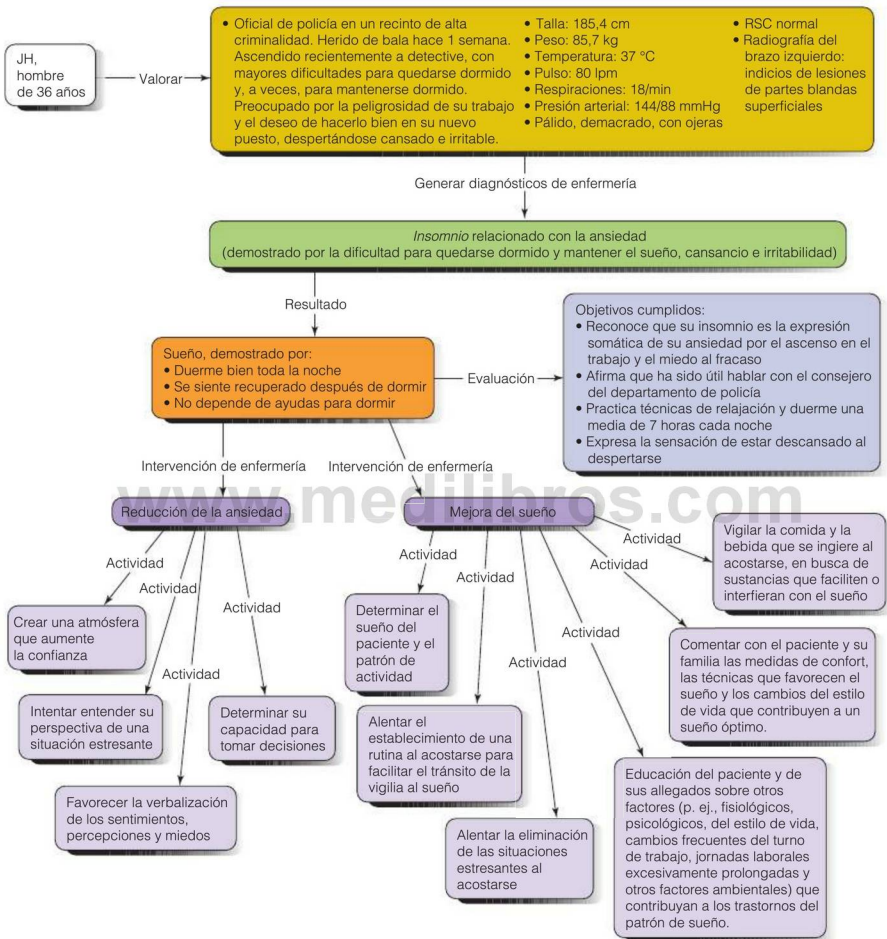 JH,
hombre
de 36 años
Valorar
• Oficial de policía en un recinto de alta
criminalidad. Herido de bala hace 1 semana.
Ascendido recientemente a detective, con
mayores dificultades para quedarse dormido
y, a veces, para mantenerse dormido.
Preocupado por la peligrosidad de su trabajo
y el deseo de hacerlo bien en su nuevo
puesto, despertándose cansado e irritable.
• Talla: 185,4 cm
• Peso: 85,7 kg
• Temperatura: 37 °C
• Pulso: 80 lpm
• Respiraciones: 18/min
• Presión arterial: 144/88 mmHg
• Pálido, demacrado, con ojeras
• RSC normal
• Radiografía del
brazo izquierdo:
indicios de lesiones
de partes blandas
superficiales
Generar diagnósticos de enfermería
Insomnio relacionado con la ansiedad
(demostrado por la dificultad para quedarse dormido y mantener el sueño, cansancio e irritabilidad)
Resultado
Sueño, demostrado por:
• Duerme bien toda la noche
• Se siente recuperado después de dormir
• No depende de ayudas para dormir
Evaluación
Objetivos cumplidos:
• Reconoce que su insomnio es la expresión
somática de su ansiedad por el ascenso en el
trabajo y el miedo al fracaso
• Afirma que ha sido útil hablar con el consejero
del departamento de policía
• Practica técnicas de relajación y duerme una
media de 7 horas cada noche
• Expresa la sensación de estar descansado al
despertarse
Intervención de enfermería
Intervención de enfermería
www.medilibros.com
Reducción de la ansiedad
Mejora del sueño
Actividad
Actividad
Actividad
Actividad
Crear una atmósfera
que aumente
la confianza
Intentar entender su
perspectiva de una
situación estresante
Favorecer la verbalización
de los sentimientos,
percepciones y miedos
Determinar su
capacidad para
tomar decisiones
Actividad
Actividad
Actividad
Actividad
Actividad
Actividad
Determinar el
sueño del
paciente y el
patrón de
actividad
Alentar el
establecimiento de una
rutina al acostarse para
facilitar el tránsito de la
vigilia al sueño
Alentar la eliminación
de las situaciones
estresantes al
acostarse
Vigilar la comida y la
bebida que se ingiere al
acostarse, en busca de
sustancias que faciliten o
interfieran con el sueño
Comentar con el paciente y su
familia las medidas de confort,
las técnicas que favorecen el
sueño y los cambios del estilo
de vida que contribuyen a un
sueño óptimo.
Educación del paciente y de
sus allegados sobre otros
factores (p. ej., fisiológicos,
psicológicos, del estilo de vida,
cambios frecuentes del turno
de trabajo, jornadas laborales
excesivamente prolongadas y
otros factores ambientales) que
contribuyan a los trastornos del
patrón de sueño.